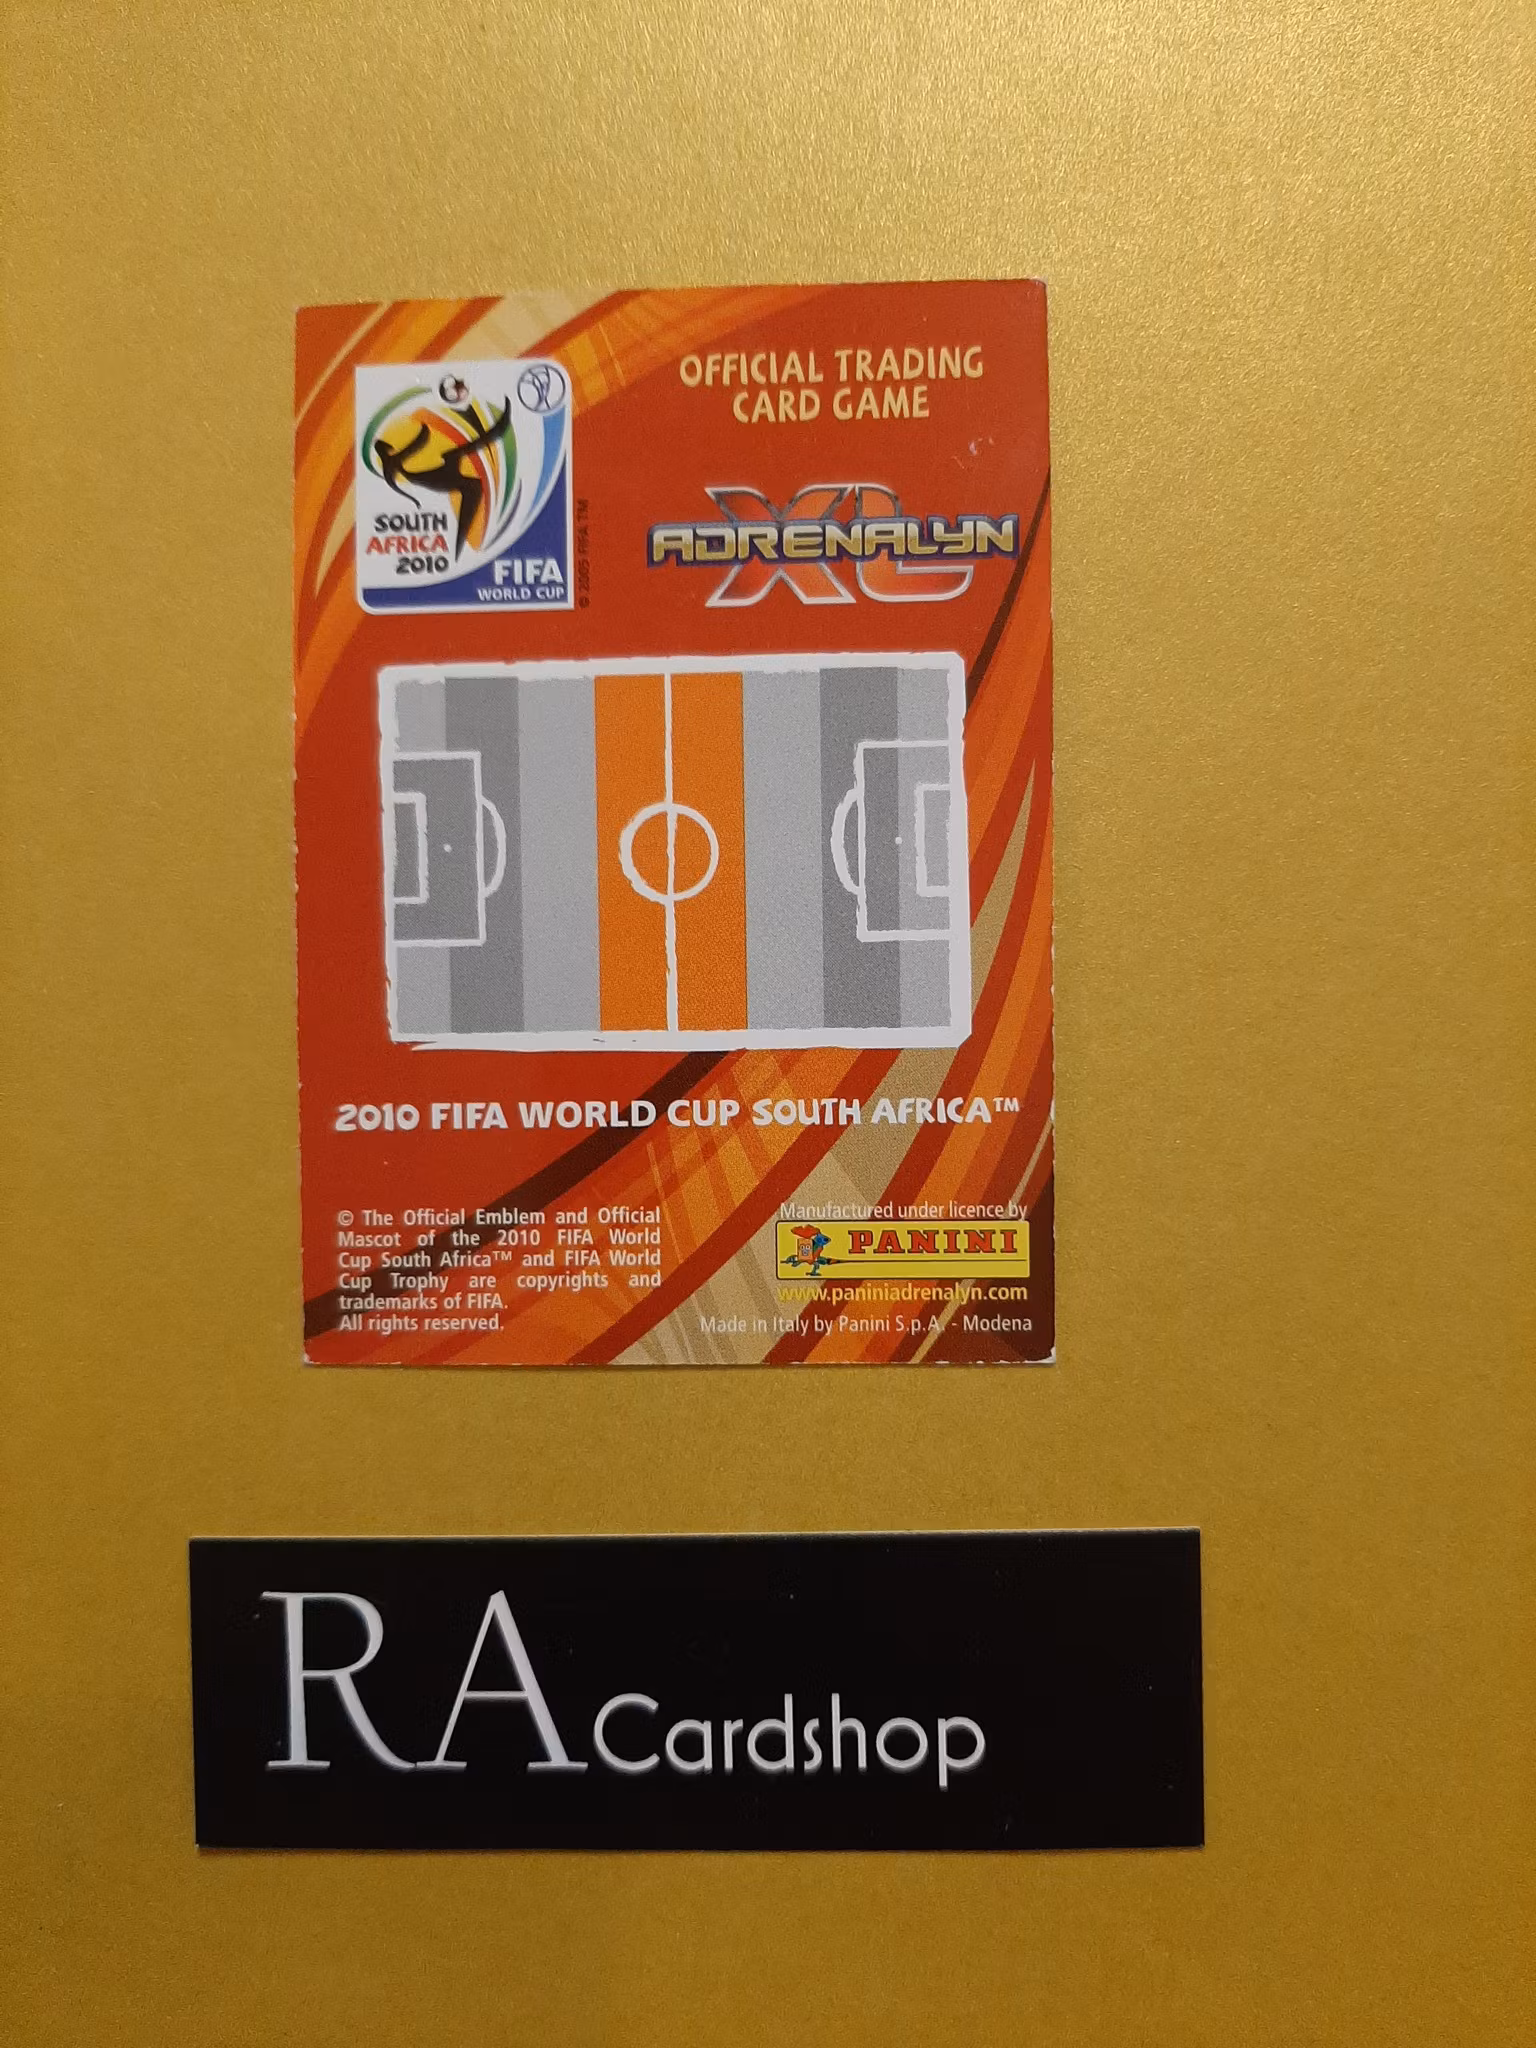 OFFICIAL TRADING
CARD GAME
SOUTH
AFRICA
2010
FIFA
WORLD CUP
© 2005 FIFA TM
ADRENALYN
XL
2010 FIFA WORLD CUP SOUTH AFRICA™
© The Official Emblem and Official
Mascot of the 2010 FIFA World
Cup South Africa™ and FIFA World
Cup Trophy are copyrights and
trademarks of FIFA.
All rights reserved.
Manufactured under licence by
PANINI
www.paniniadrenalyn.com
Made in Italy by Panini S.p.A. - Modena
RA Cardshop